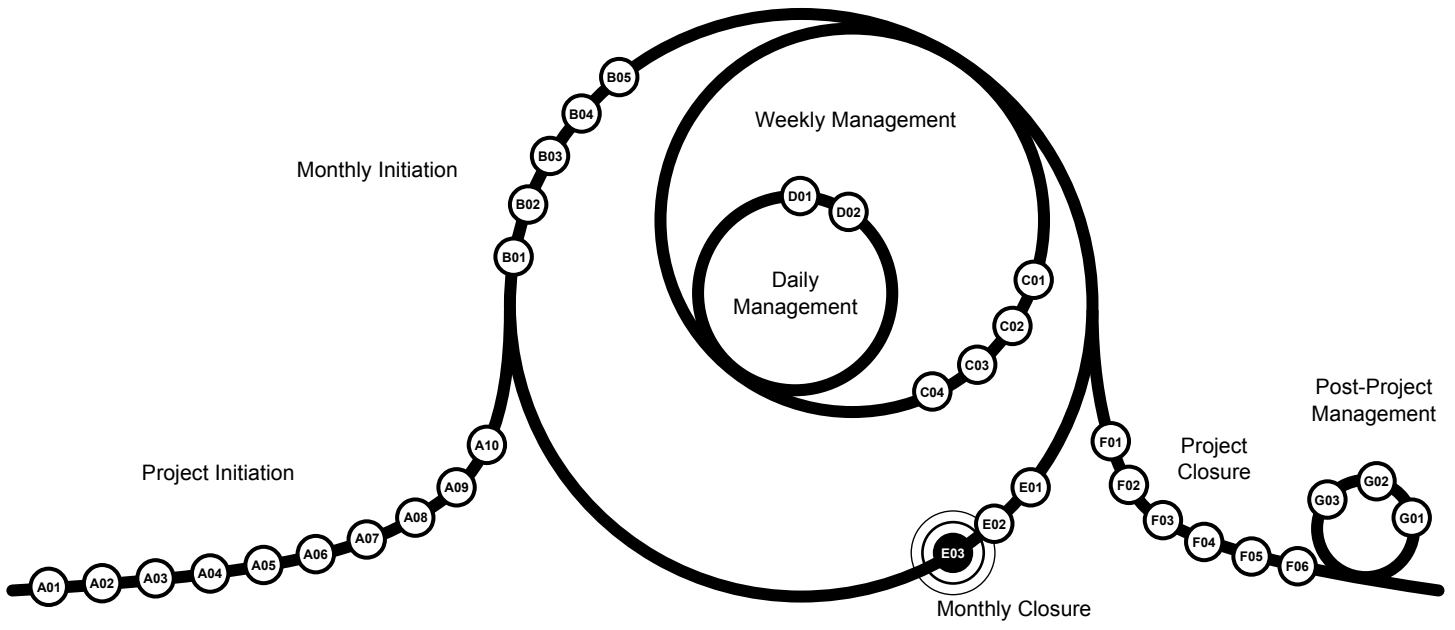 Project Initiation
A01
A02
A03
A04
A05
A06
A07
A08
A09
A10
Monthly Initiation
B01
B02
B03
B04
B05
Weekly Management
C01
C02
C03
C04
Daily
Management
D01
D02
E01
E02
E03
Monthly Closure
Project
Closure
F01
F02
F03
F04
F05
F06
Post-Project
Management
G01
G02
G03